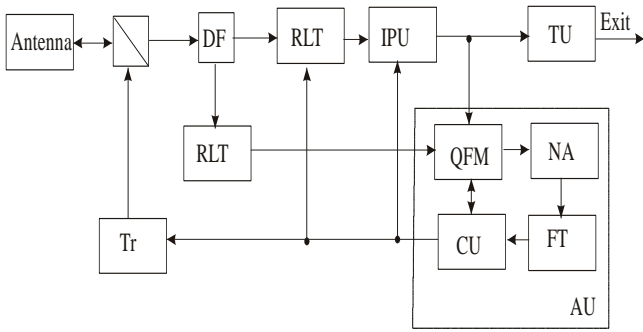 Antenna
DF
RLT
IPU
TU
Exit
RLT
QFM
NA
Tr
CU
FT
AU